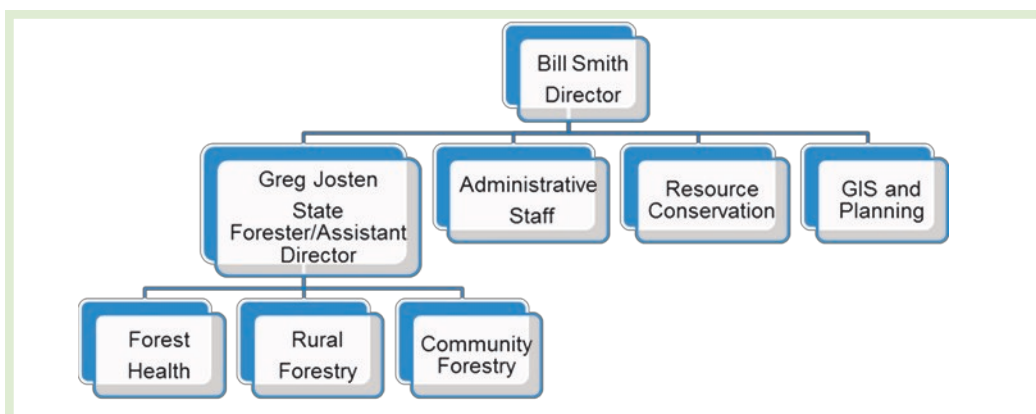 Bill Smith
Director
Greg Josten
State
Forester/Assistant
Director
Administrative
Staff
Resource
Conservation
GIS and
Planning
Forest
Health
Rural
Forestry
Community
Forestry